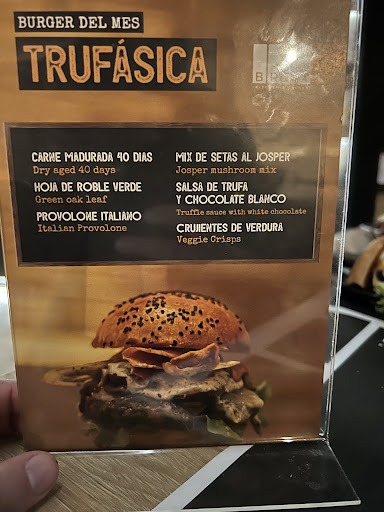 BURGER DEL MES
TRUFÁSICA
CARNE MADURADA 40 DIAS
Dry aged 40 days
HOJA DE ROBLE VERDE
Green oak leaf
PROVOLONE ITALIANO
Italian Provolone
MIX DE SETAS AL JOSPER
Josper mushroom mix
SALSA DE TRUFA
Y CHOCOLATE BLANCO
Truffle sauce with white chocolate
CRUJIENTES DE VERDURA
Veggie Crisps